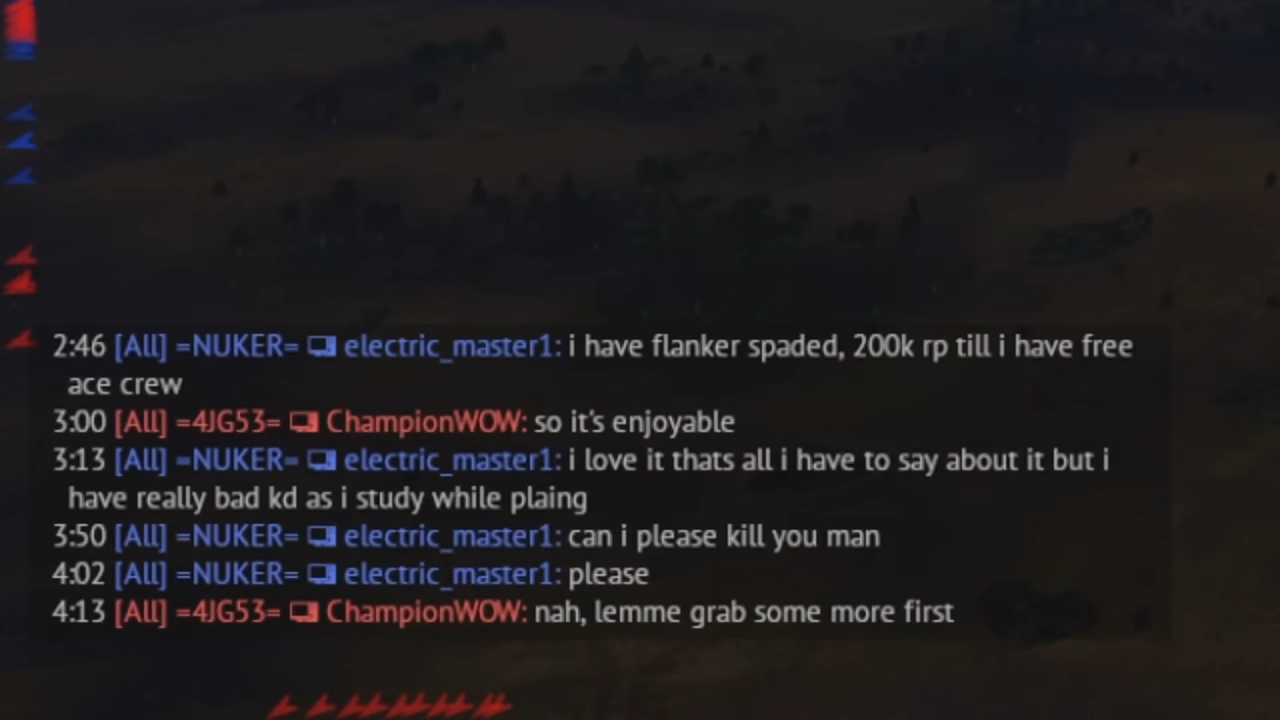 2:46 [All] =NUKER= electric_master1: i have flanker spaded, 200k rp till i have free
ace crew
3:00 [All] =4JG53= ChampionWOW: so it's enjoyable
3:13 [All] =NUKER= electric_master1: i love it thats all i have to say about it but i
have really bad kd as i study while plaing
3:50 [All] =NUKER= electric_master1: can i please kill you man
4:02 [All] =NUKER= electric_master1: please
4:13 [All] =4JG53= ChampionWOW: nah, lemme grab some more first